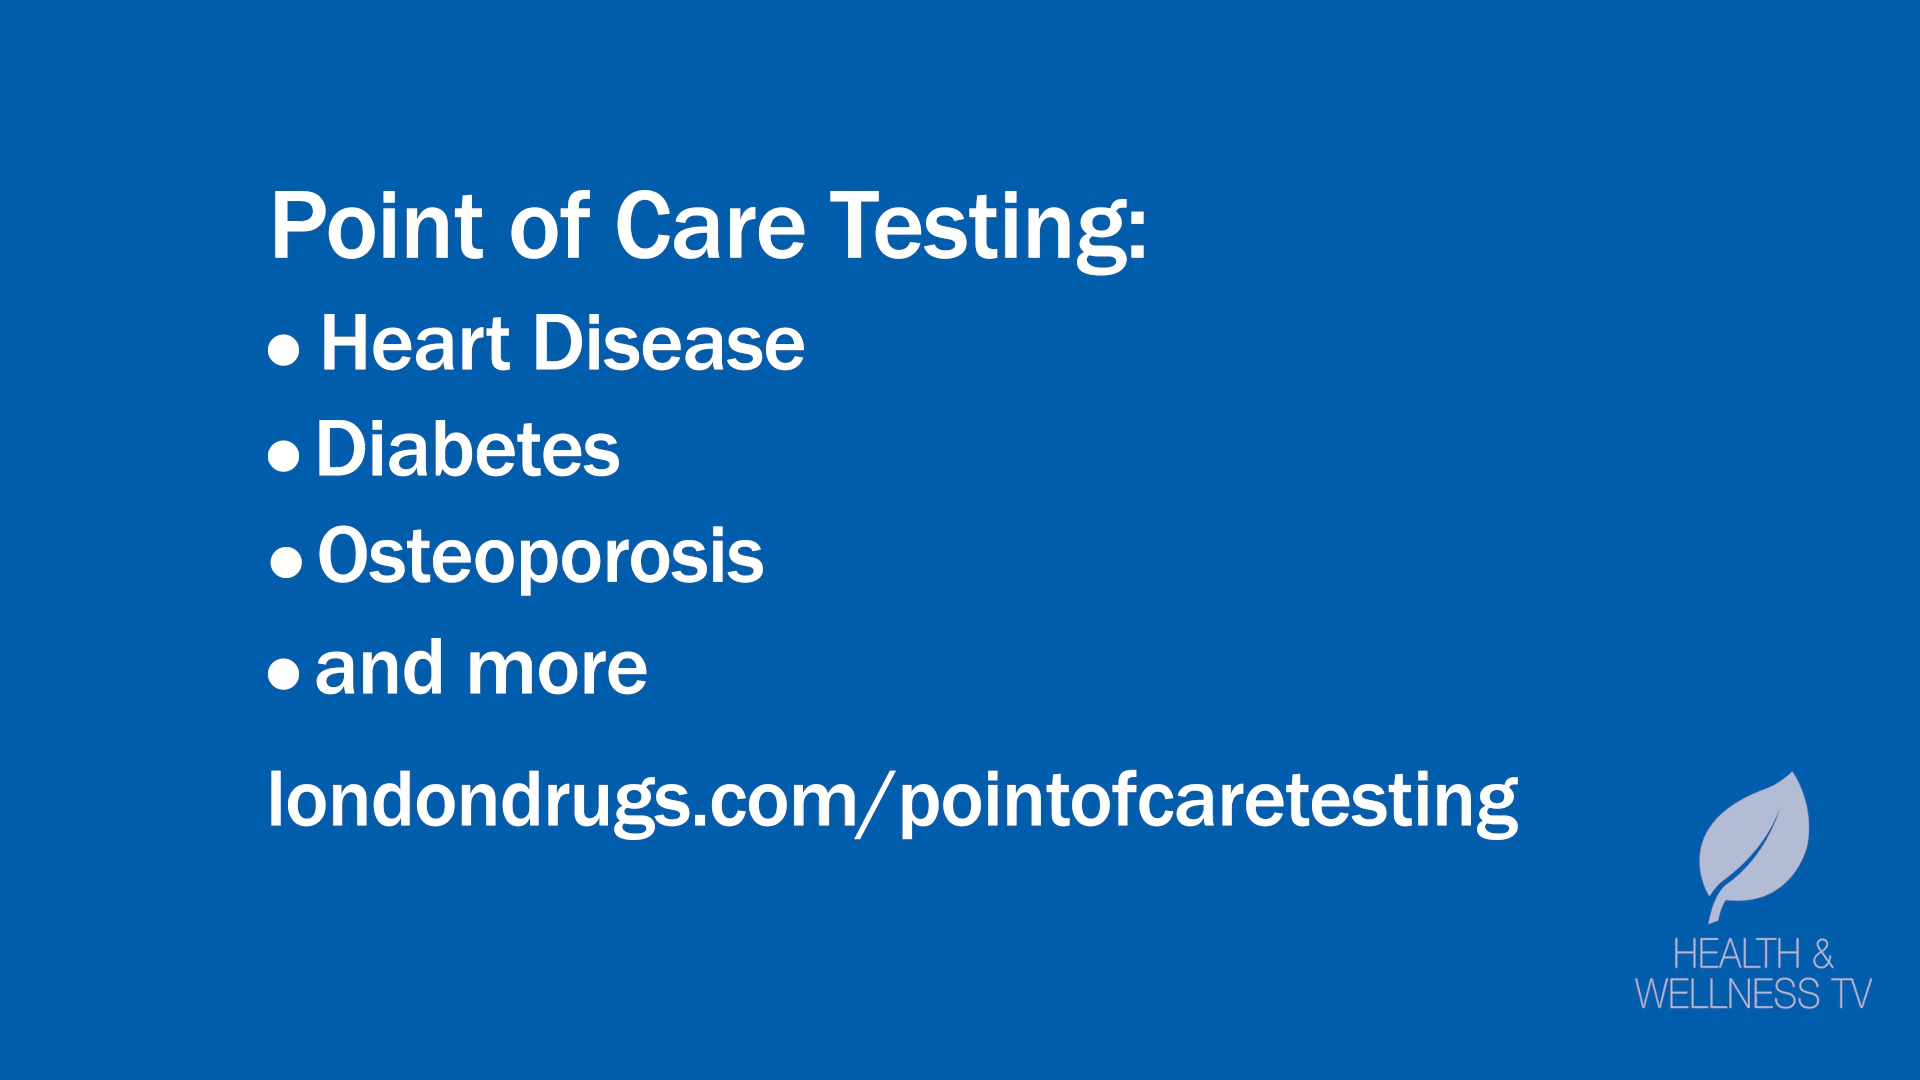 Point of Care Testing:
• Heart Disease
• Diabetes
• Osteoporosis
• and more
londondrugs.com/pointofcaretesting
HEALTH &
WELLNESS TV